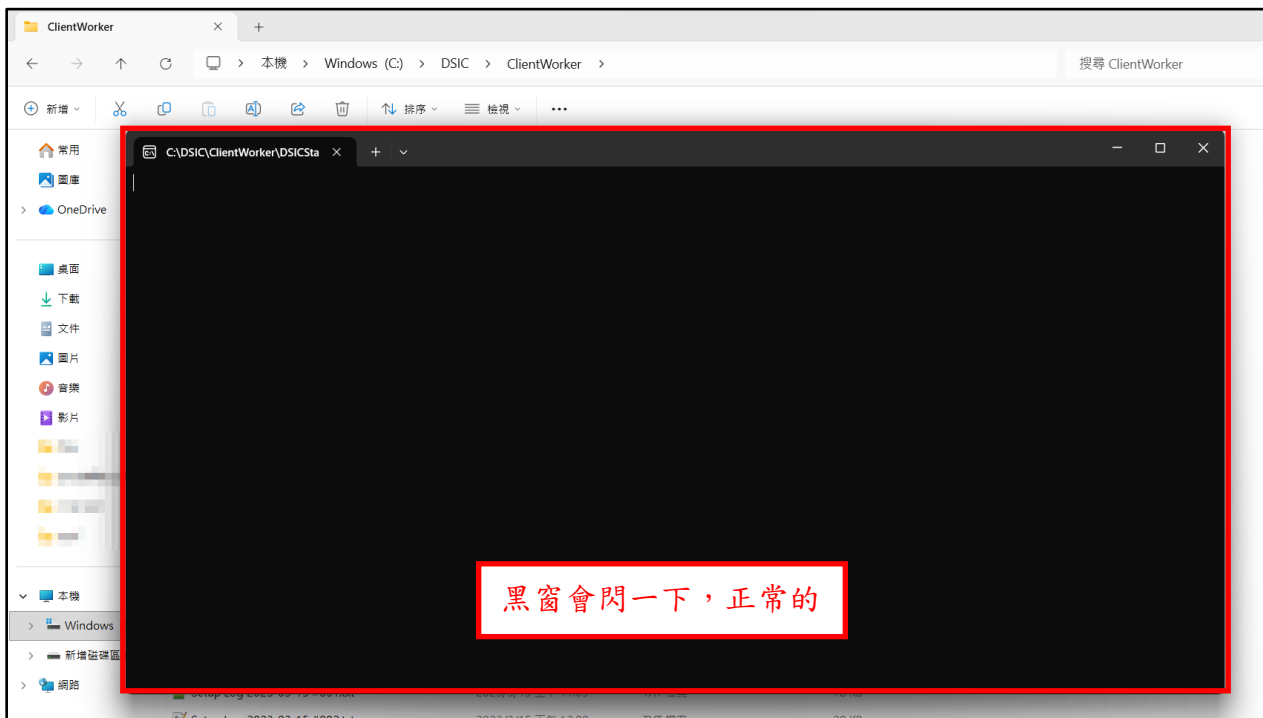 ClientWorker
本機 > Windows (C:) > DSIC > ClientWorker >
搜尋 ClientWorker
新增
排序
檢視
常用
圖庫
OneDrive
桌面
下載
文件
圖片
音樂
影片
本機
Windows
新增磁碟區
網路
C:\DSIC\ClientWorker\DSICSta
黑窗會閃一下,正常的